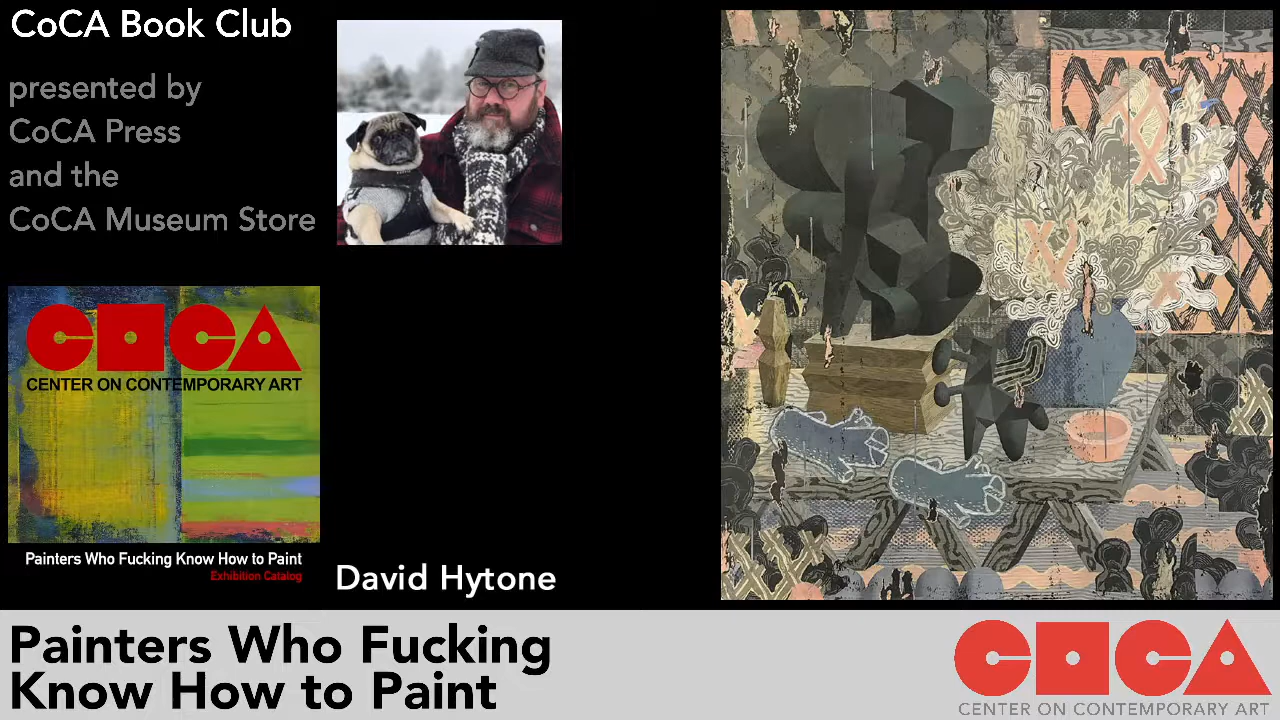 CoCA Book Club
presented by
CoCA Press
and the
CoCA Museum Store
COCA
CENTER ON CONTEMPORARY ART
Painters Who Fucking Know How to Paint
Exhibition Catalog
David Hytone
Painters Who Fucking
Know How to Paint
COCA
CENTER ON CONTEMPORARY ART